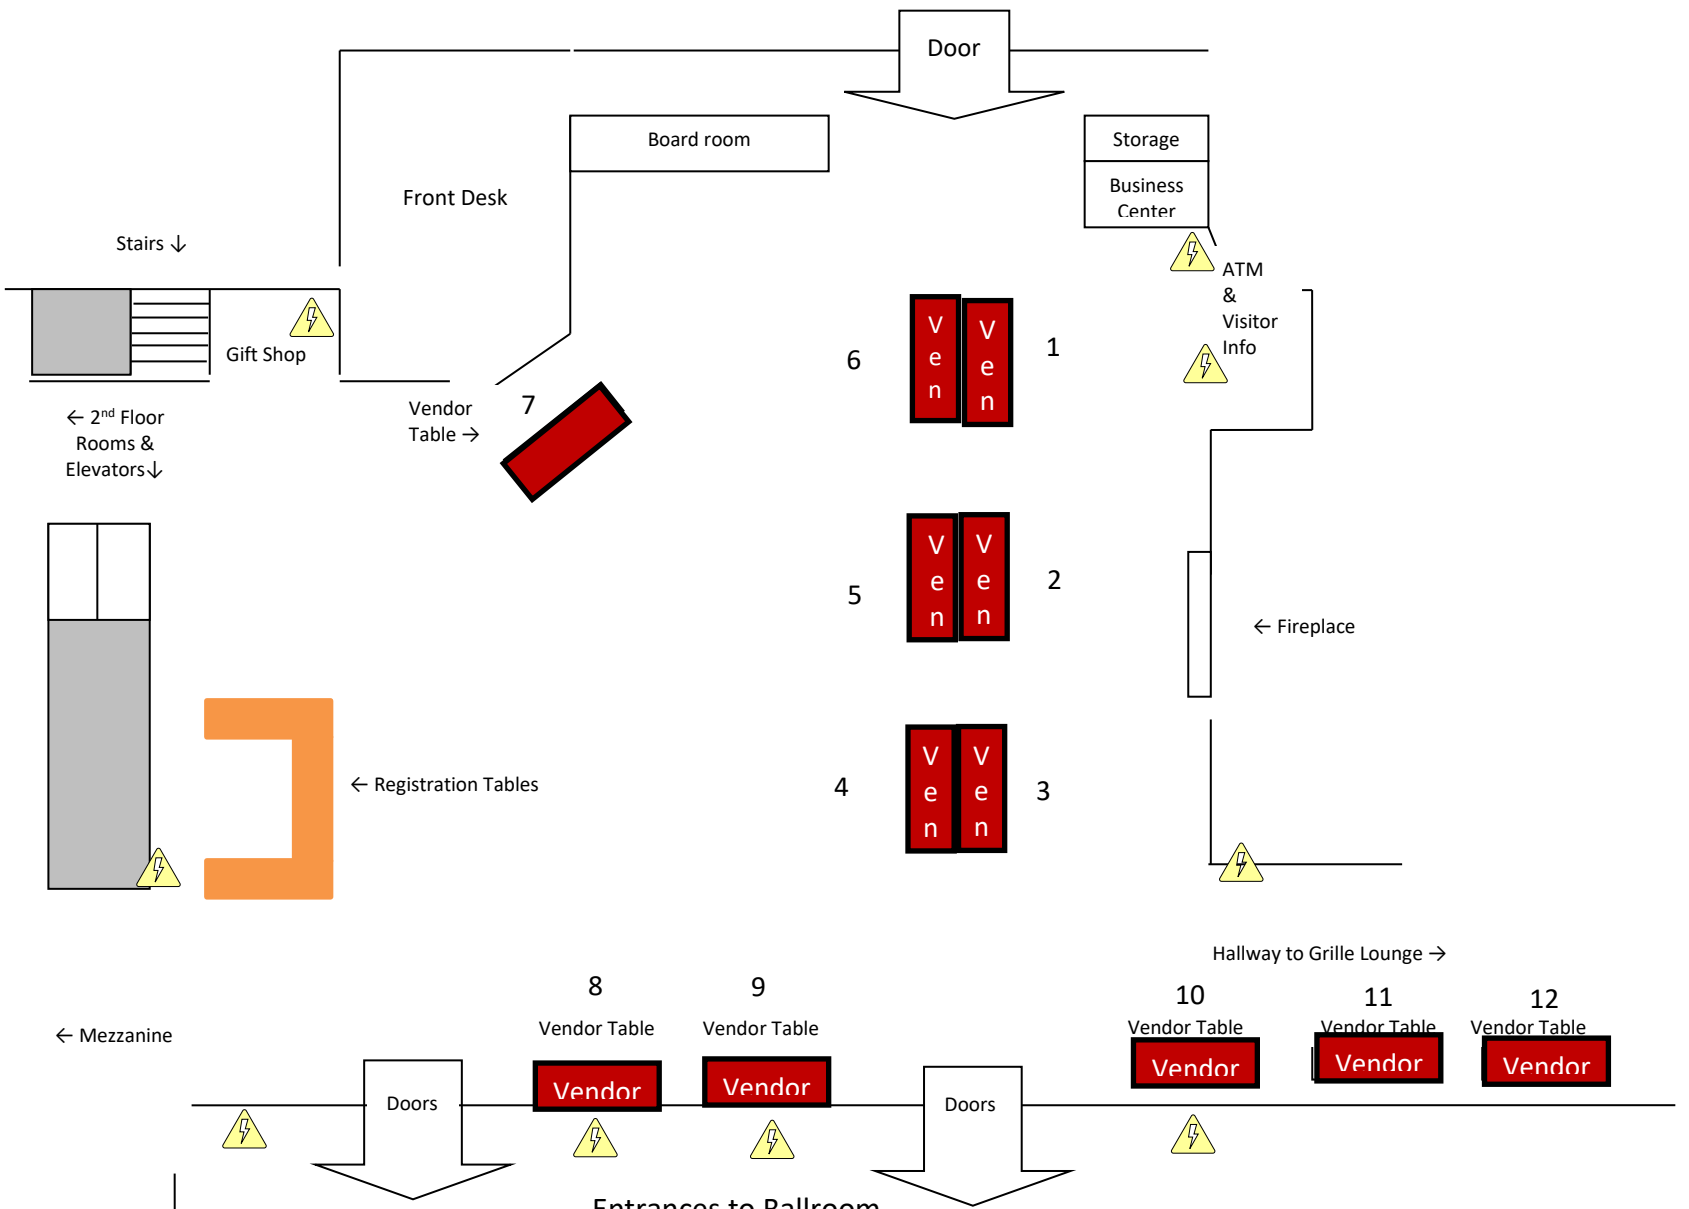 Door
Board room
Storage
Business
Center
Front Desk
Stairs ↓
ATM
&
Visitor
Info
Gift Shop
V
e
n
V
e
n
6
1
7
Vendor
Table →
← 2nd Floor
Rooms &
Elevators↓
V
e
n
V
e
n
5
2
← Fireplace
V
e
n
V
e
n
4
3
← Registration Tables
Hallway to Grille Lounge →
8
9
10
11
12
← Mezzanine
Vendor Table
Vendor Table
Vendor Table
Vendor Table
Vendor Table
Vendor
Vendor
Vendor
Vendor
Vendor
Doors
Doors
Entrances to Ballroom